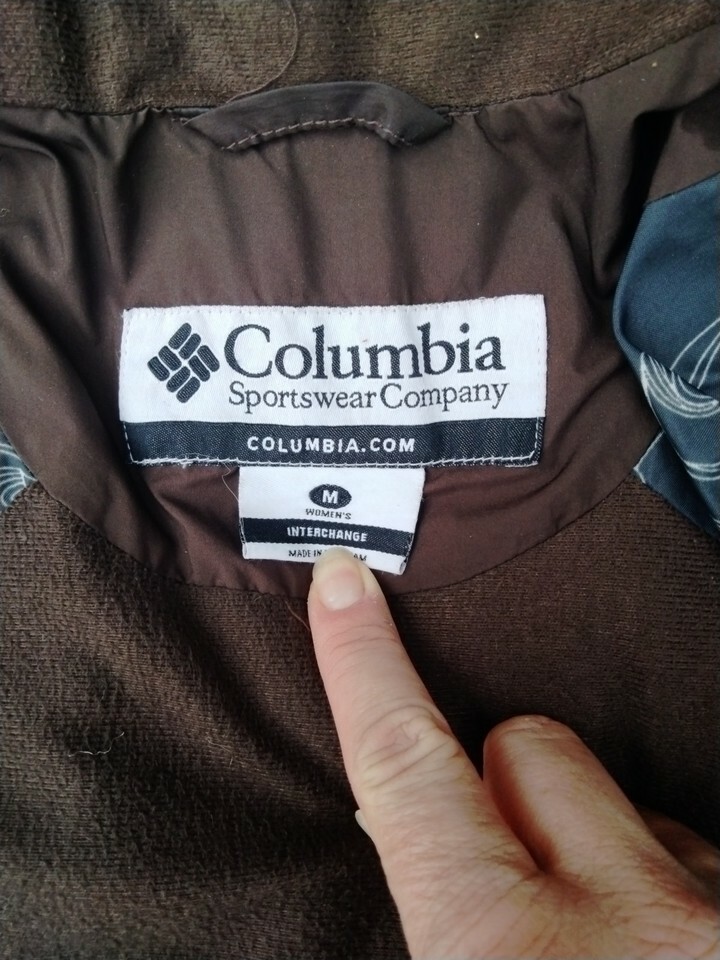 Columbia
Sportswear Company
COLUMBIA.COM
M
WOMEN'S
INTERCHANGE
MADE IN